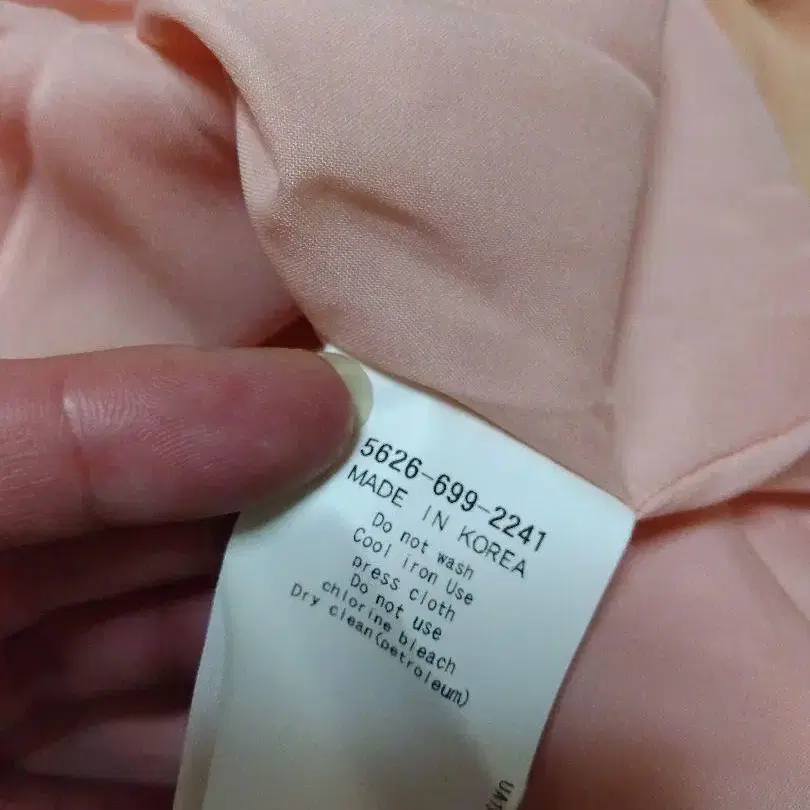 5626-699-2241
MADE IN KOREA
Do not wash
Cool iron Use
press cloth
Do not use
chlorine bleach
Dry clean(petroleum)